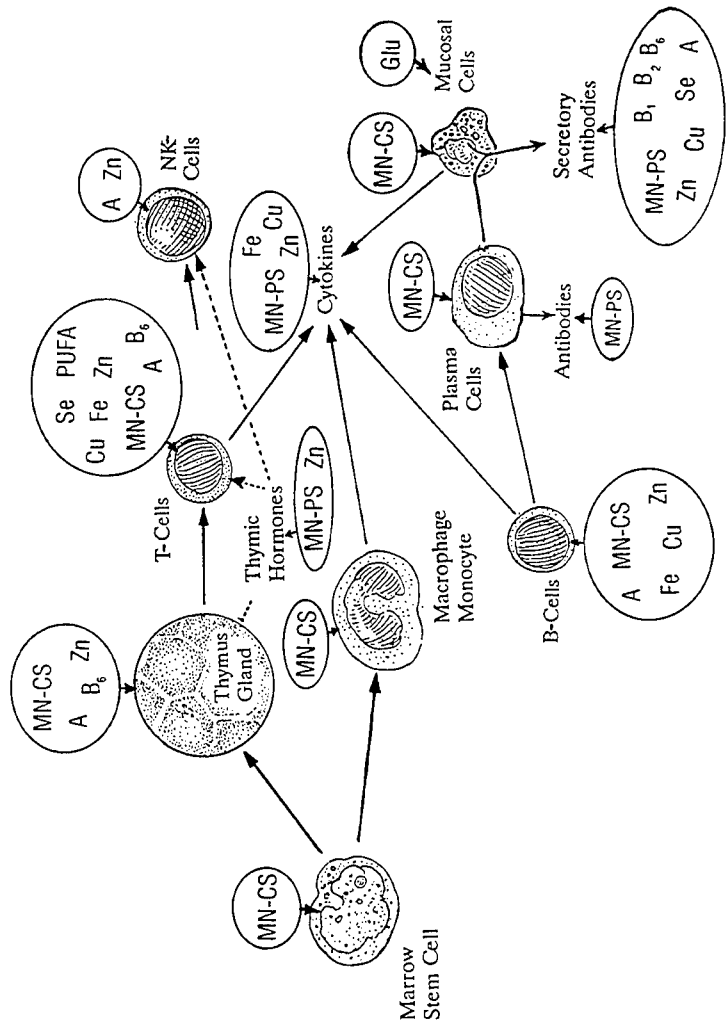 MN-CS
Marrow
Stem Cell
MN-CS
A B₆ Zn
Thymus
Gland
Se PUFA
Cu Fe Zn
MN-CS A B₆
T-Cells
A Zn
NK-
Cells
Thymic
Hormones
MN-PS Zn
MN-PS Fe Cu
Zn
Cytokines
MN-CS
Macrophage
Monocyte
A MN-CS Zn
Fe Cu
B-Cells
MN-CS
Plasma
Cells
Antibodies
MN-PS
MN-CS
Glu
Mucosal
Cells
Secretory
Antibodies
MN-PS B₁ B₂ B₆
Zn Cu Se A